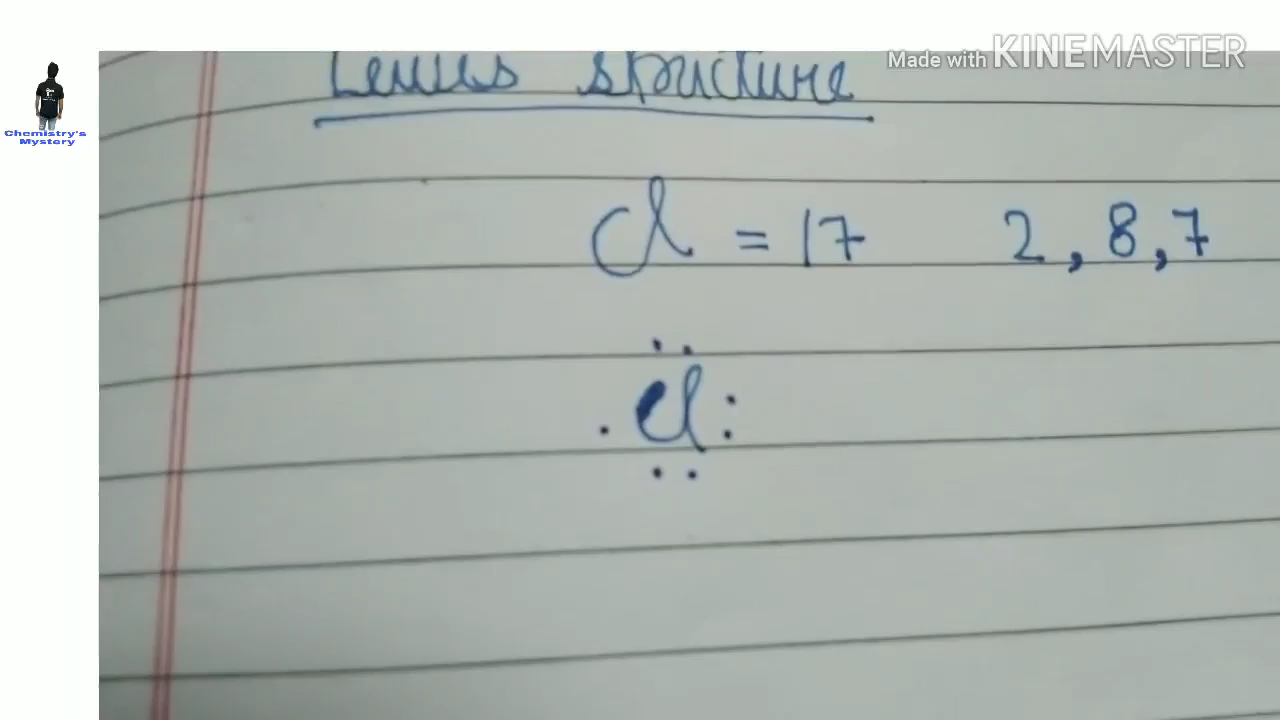 Made with KINEMASTER
Chemistry's
Mystery
Lewis structure
Cl = 17 2, 8, 7
. Cl :